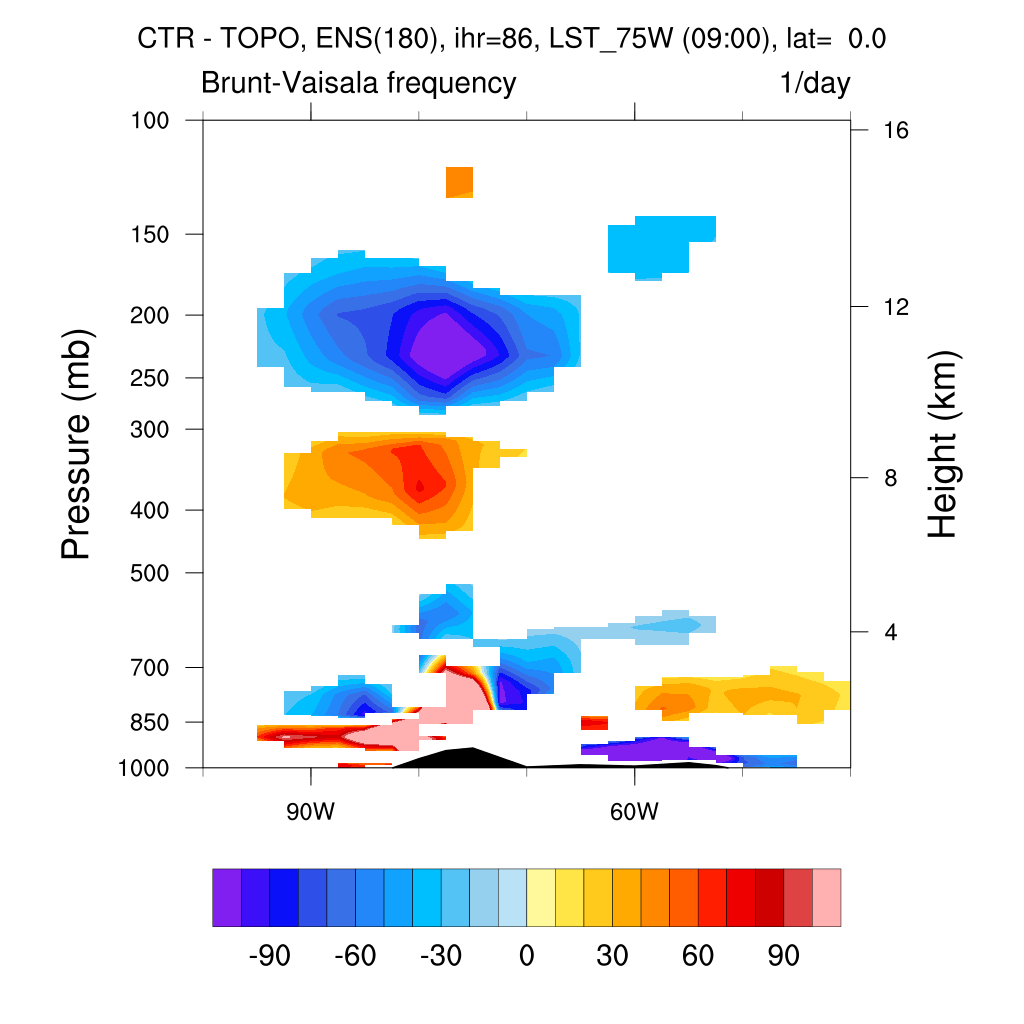 CTR - TOPO, ENS(180), ihr=86, LST_75W (09:00), lat=  0.0
Brunt-Vaisala frequency 1/day
100
150
200
250
300
400
500
700
850
1000
Pressure (mb)
16
12
8
4
Height (km)
90W 60W
-90 -60 -30 0 30 60 90